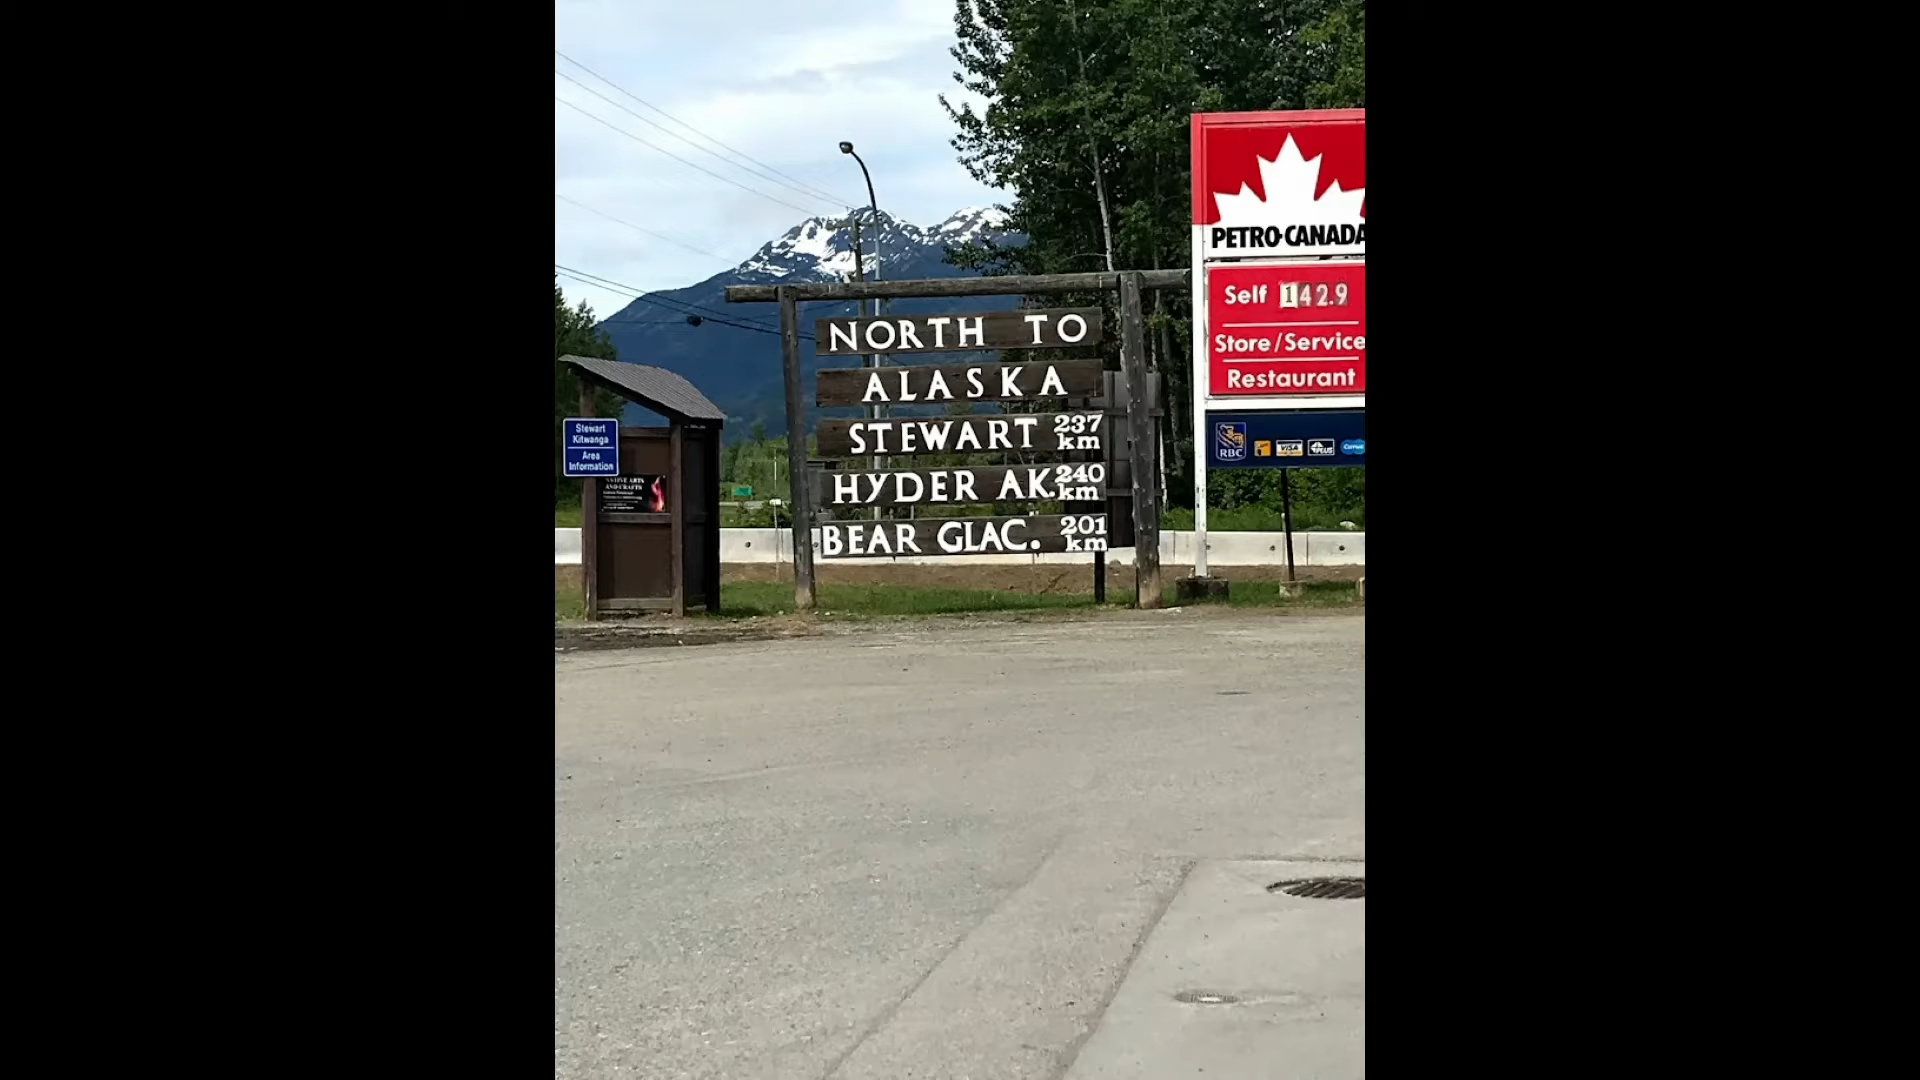 NORTH TO
ALASKA
STEWART 237 km
HYDER AK. 240 km
BEAR GLAC. 201 km
PETRO-CANADA
Self 142.9
Store/Service
Restaurant
RBC
VISA
PLUS
Stewart
Kitwanga
Area
Information
NATIVE ARTS
AND CRAFTS